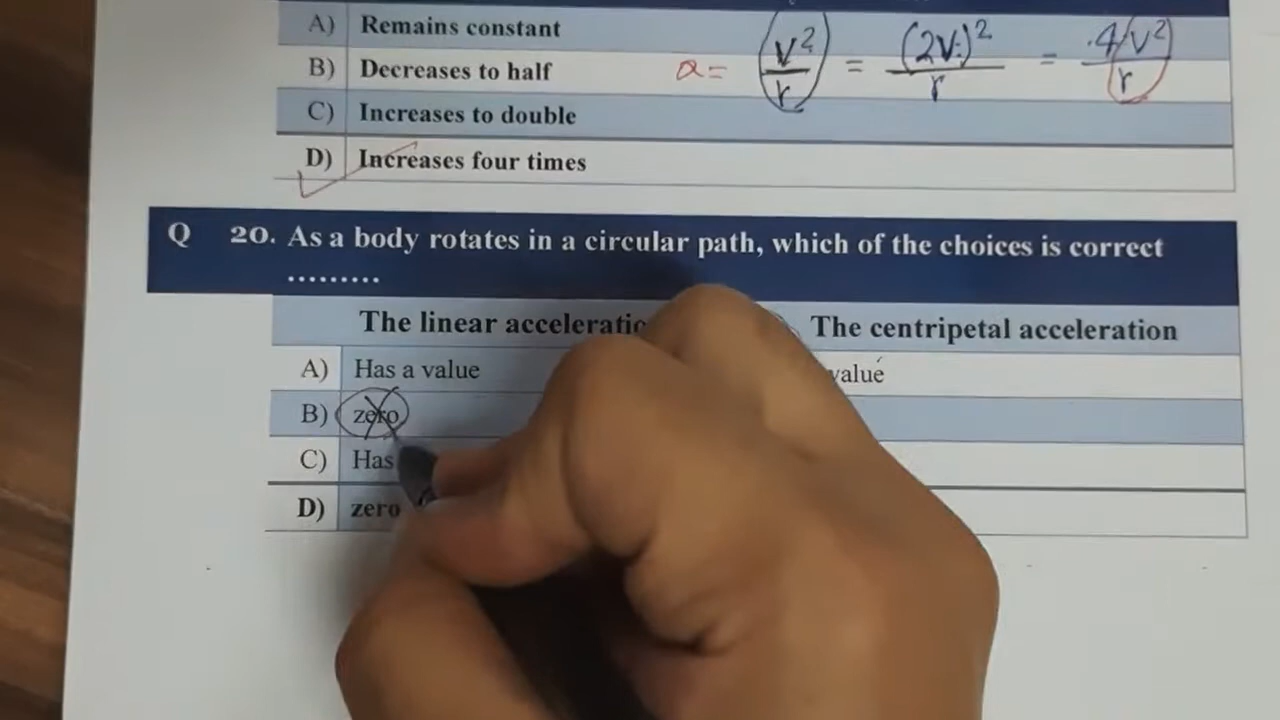 A) Remains constant
B) Decreases to half
C) Increases to double
D) Increases four times
a = v²/r = (2v)²/r = 4v²/r
Q 20. As a body rotates in a circular path, which of the choices is correct
.........
The linear The centripetal acceleration
A) Has a value
B) zero
C) Has
D) zero